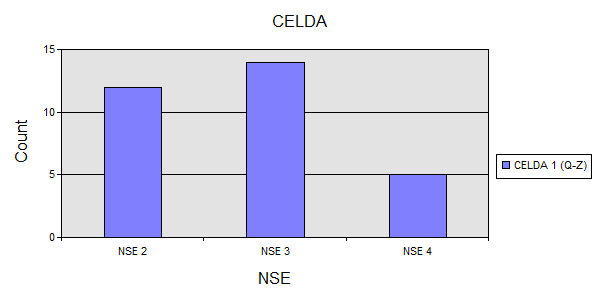 CELDA
15
10
5
0
Count
NSE 2
NSE 3
NSE 4
NSE
CELDA 1 (Q-Z)